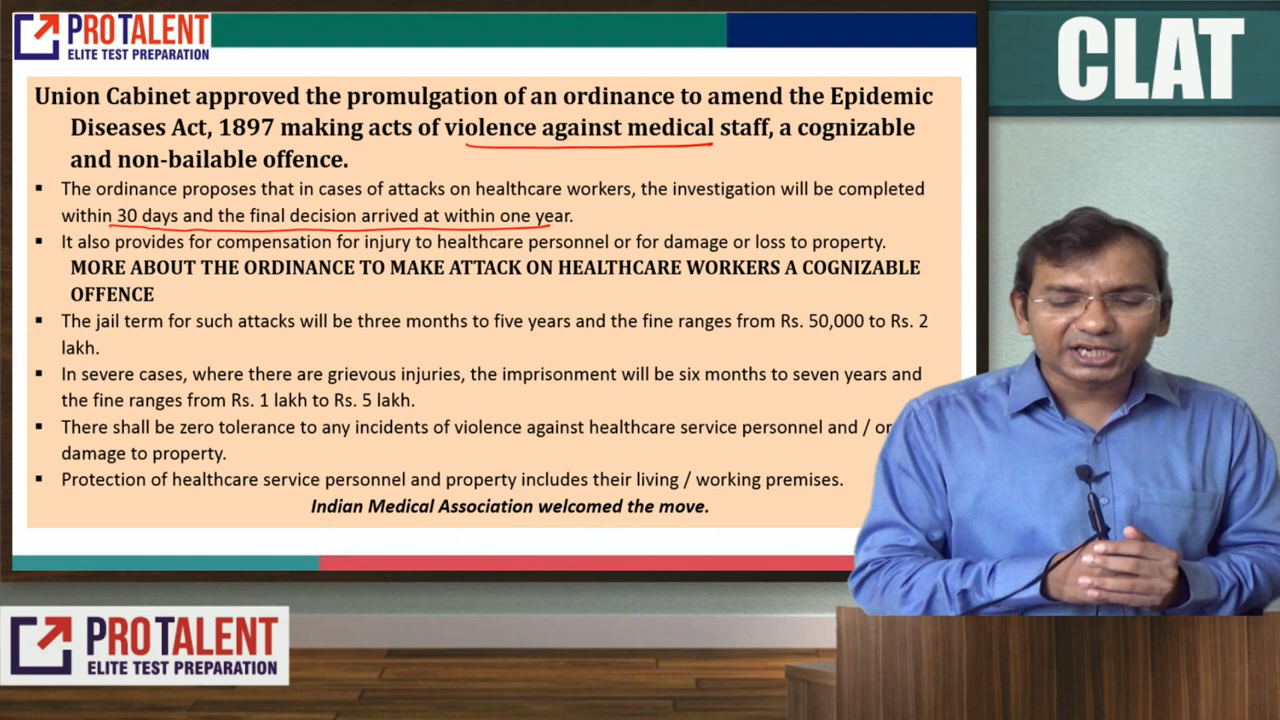 PROTALENT
ELITE TEST PREPARATION
CLAT
Union Cabinet approved the promulgation of an ordinance to amend the Epidemic
Diseases Act, 1897 making acts of violence against medical staff, a cognizable
and non-bailable offence.
▪ The ordinance proposes that in cases of attacks on healthcare workers, the investigation will be completed
within 30 days and the final decision arrived at within one year.
▪ It also provides for compensation for injury to healthcare personnel or for damage or loss to property.
MORE ABOUT THE ORDINANCE TO MAKE ATTACK ON HEALTHCARE WORKERS A COGNIZABLE
OFFENCE
▪ The jail term for such attacks will be three months to five years and the fine ranges from Rs. 50,000 to Rs. 2
lakh.
▪ In severe cases, where there are grievous injuries, the imprisonment will be six months to seven years and
the fine ranges from Rs. 1 lakh to Rs. 5 lakh.
▪ There shall be zero tolerance to any incidents of violence against healthcare service personnel and / or
damage to property.
▪ Protection of healthcare service personnel and property includes their living / working premises.
Indian Medical Association welcomed the move.
PROTALENT
ELITE TEST PREPARATION